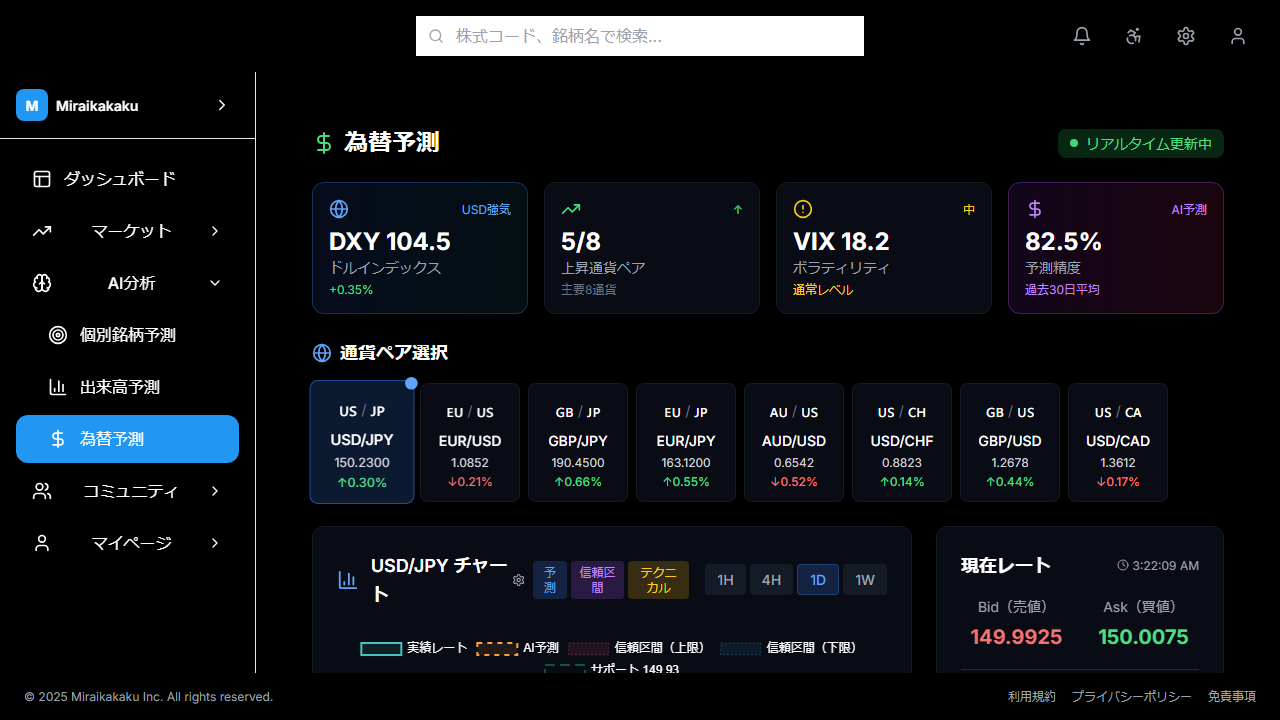 株式コード、銘柄名で検索...
M Miraikakaku
ダッシュボード
マーケット
AI分析
個別銘柄予測
出来高予測
為替予測
コミュニティ
マイページ
為替予測
リアルタイム更新中
USD強気
DXY 104.5
ドルインデックス
+0.35%
↑
5/8
上昇通貨ペア
主要8通貨
中
VIX 18.2
ボラティリティ
通常レベル
AI予測
82.5%
予測精度
過去30日平均
通貨ペア選択
US / JP
USD/JPY
150.2300
↑0.30%
EU / US
EUR/USD
1.0852
↓0.21%
GB / JP
GBP/JPY
190.4500
↑0.66%
EU / JP
EUR/JPY
163.1200
↑0.55%
AU / US
AUD/USD
0.6542
↓0.52%
US / CH
USD/CHF
0.8823
↑0.14%
GB / US
GBP/USD
1.2678
↑0.44%
US / CA
USD/CAD
1.3612
↓0.17%
USD/JPY チャー
ト
予
測
信頼区
間
テクニ
カル
1H 4H 1D 1W
実績レート AI予測 信頼区間（上限） 信頼区間（下限）
サポート 149.93
現在レート
3:22:09 AM
Bid（売値） Ask（買値）
149.9925 150.0075
© 2025 Miraikakaku Inc. All rights reserved.
利用規約 プライバシーポリシー 免責事項